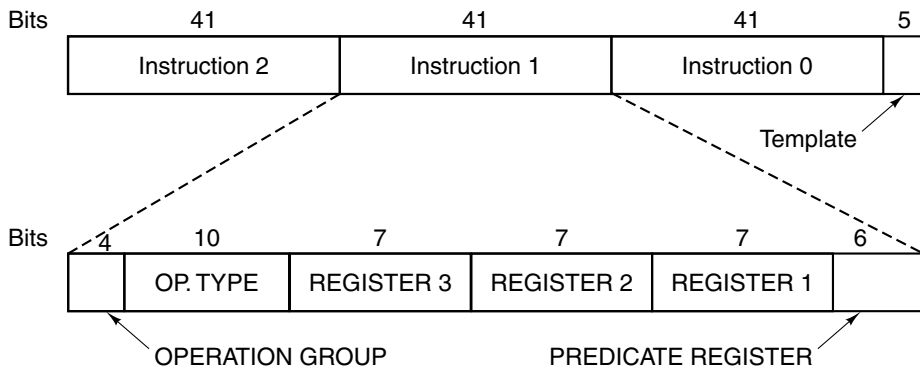 Bits 41 41 41 5
Instruction 2 Instruction 1 Instruction 0
Template
Bits 4 10 7 7 7 6
OP. TYPE REGISTER 3 REGISTER 2 REGISTER 1
OPERATION GROUP PREDICATE REGISTER